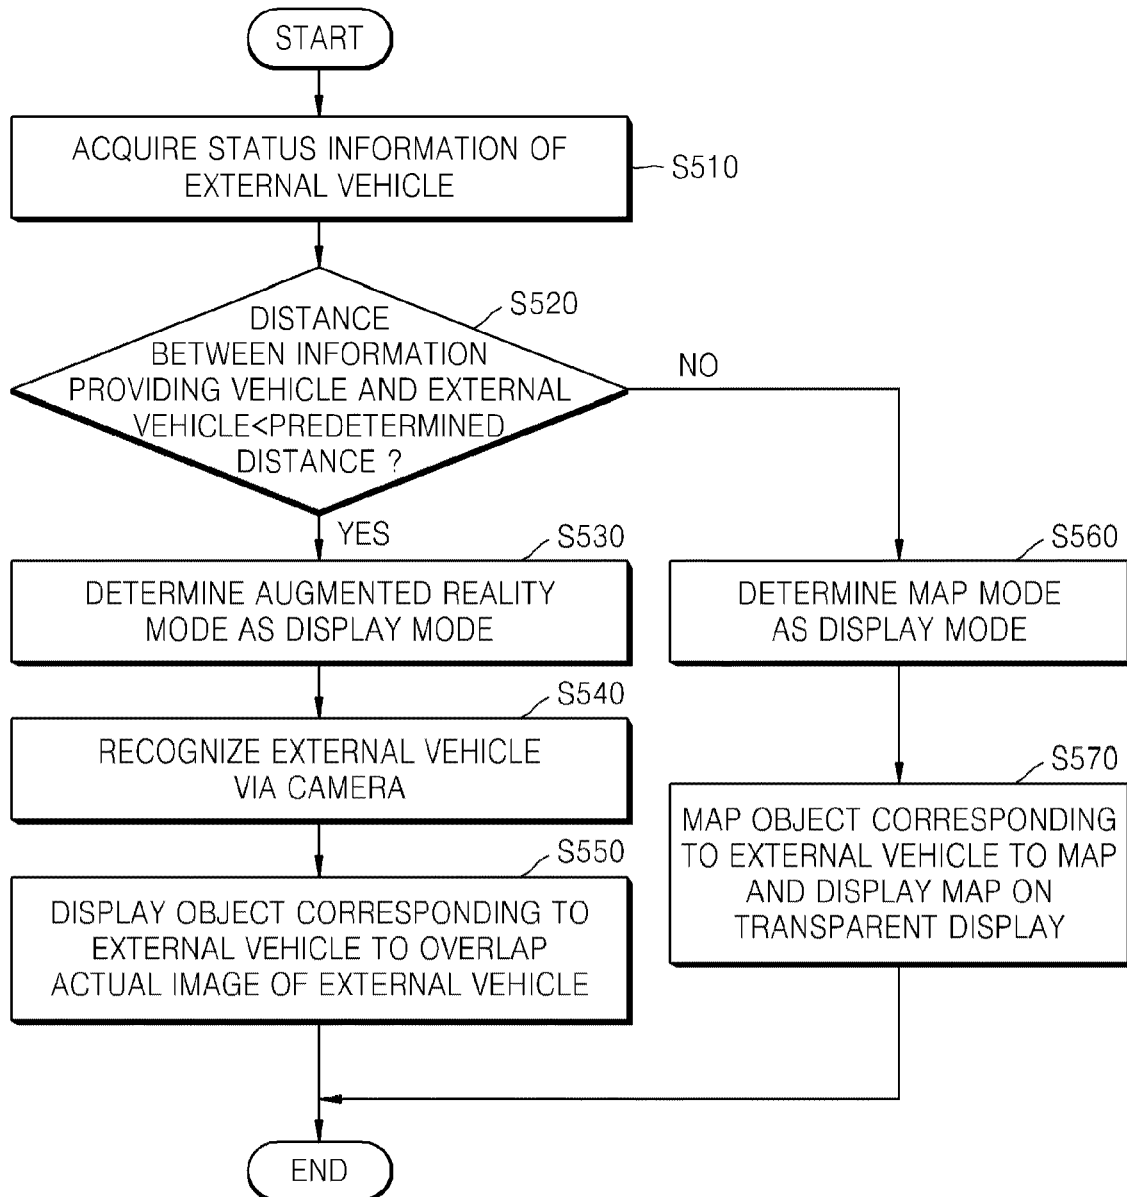 START
ACQUIRE STATUS INFORMATION OF
EXTERNAL VEHICLE
S510
S520
DISTANCE
BETWEEN INFORMATION
PROVIDING VEHICLE AND EXTERNAL
VEHICLE<PREDETERMINED
DISTANCE ?
NO
YES
S530
DETERMINE AUGMENTED REALITY
MODE AS DISPLAY MODE
S540
RECOGNIZE EXTERNAL VEHICLE
VIA CAMERA
S550
DISPLAY OBJECT CORRESPONDING TO
EXTERNAL VEHICLE TO OVERLAP
ACTUAL IMAGE OF EXTERNAL VEHICLE
S560
DETERMINE MAP MODE
AS DISPLAY MODE
S570
MAP OBJECT CORRESPONDING
TO EXTERNAL VEHICLE TO MAP
AND DISPLAY MAP ON
TRANSPARENT DISPLAY
END